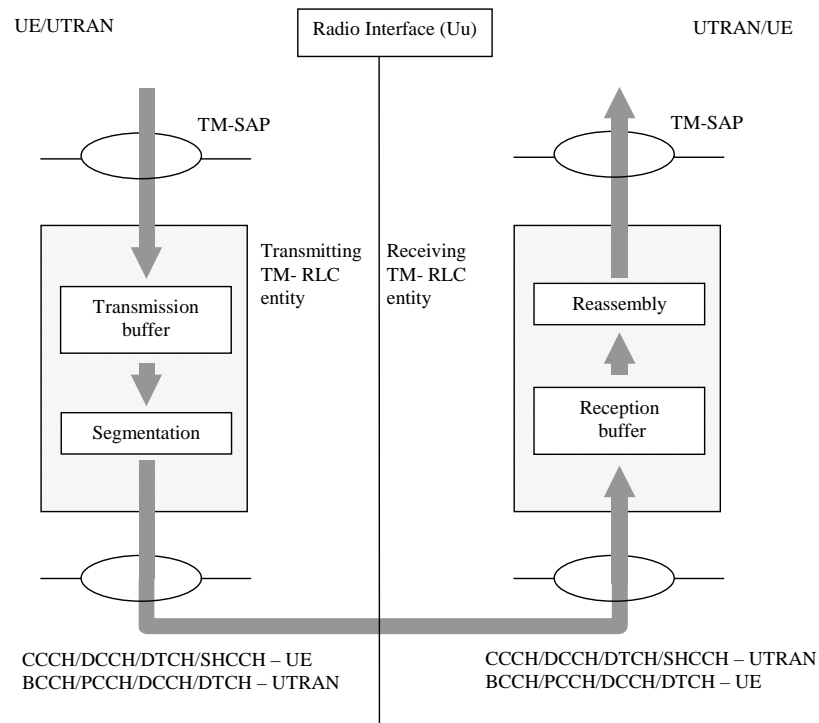 UE/UTRAN
Radio Interface (Uu)
UTRAN/UE
TM-SAP
TM-SAP
Transmitting
TM- RLC
entity
Receiving
TM- RLC
entity
Transmission
buffer
Segmentation
Reassembly
Reception
buffer
CCCH/DCCH/DTCH/SHCCH – UE
BCCH/PCCH/DCCH/DTCH – UTRAN
CCCH/DCCH/DTCH/SHCCH – UTRAN
BCCH/PCCH/DCCH/DTCH – UE